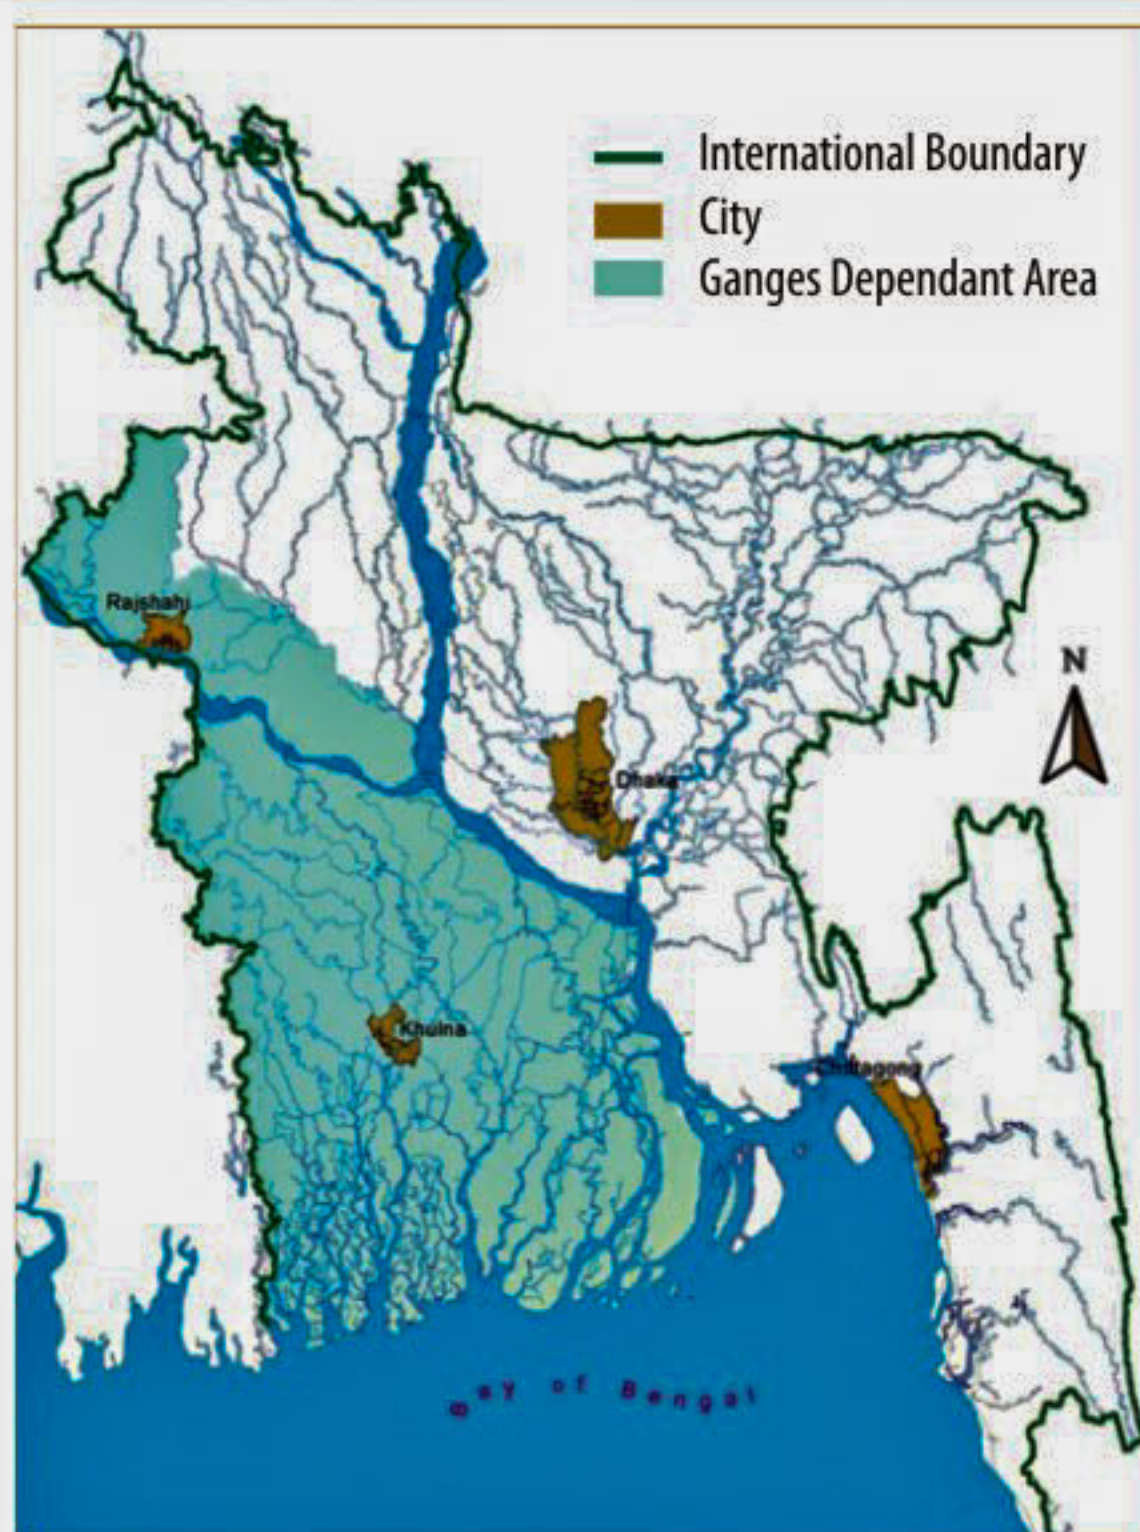 International Boundary
City
Ganges Dependant Area
Rajshahi
N
Dhaka
Khulna
Chittagong
Bay of Bengal